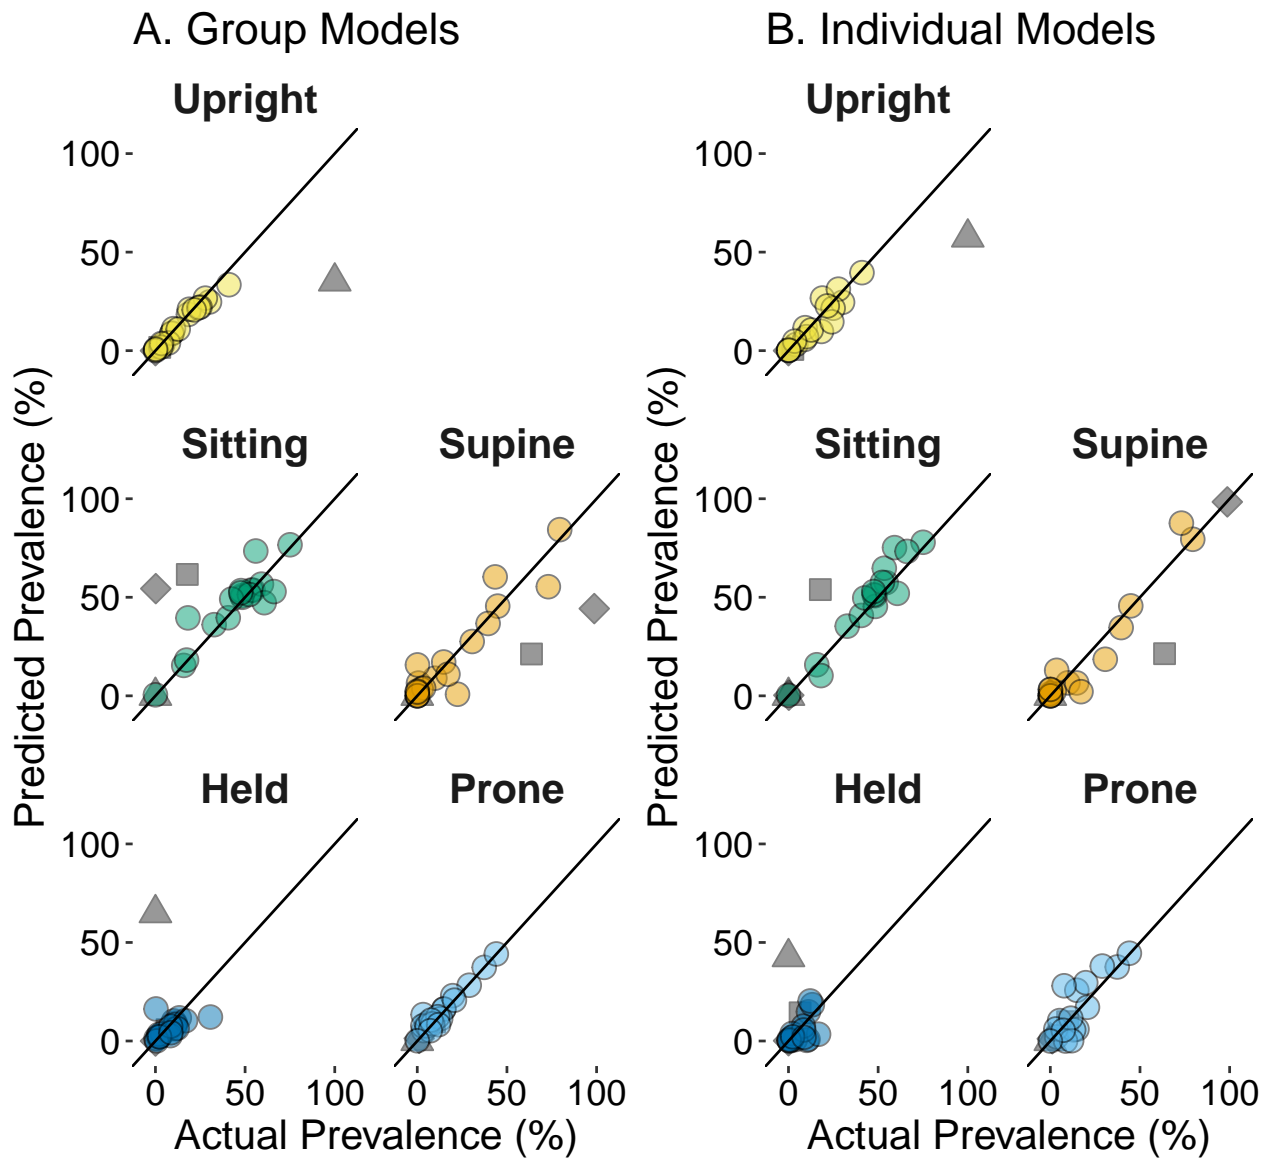 A. Group Models
B. Individual Models
Upright
100
50
0
Upright
100
50
0
Predicted Prevalence (%)
Sitting
Supine
100
50
0
Predicted Prevalence (%)
Sitting
Supine
100
50
0
Held
Prone
100
50
0
0 50 100
0 50 100
Actual Prevalence (%)
Held
Prone
100
50
0
0 50 100
0 50 100
Actual Prevalence (%)